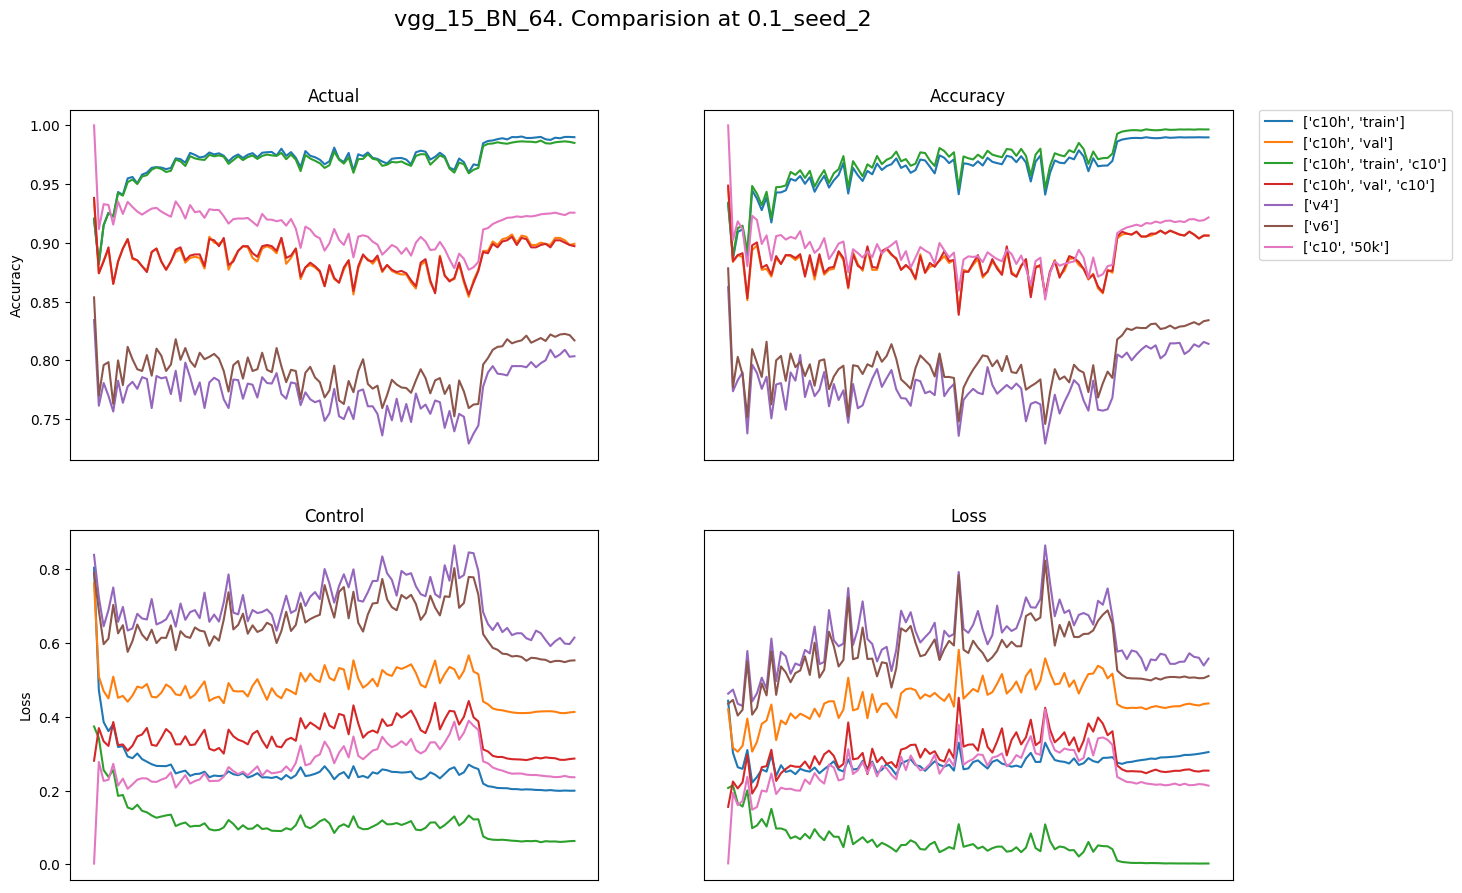 vgg_15_BN_64. Comparision at 0.1_seed_2
Actual
Accuracy
1.00
0.95
0.90
0.85
0.80
0.75
Accuracy
['c10h', 'train']
['c10h', 'val']
['c10h', 'train', 'c10']
['c10h', 'val', 'c10']
['v4']
['v6']
['c10', '50k']
Control
Loss
0.8
0.6
0.4
0.2
0.0
Loss